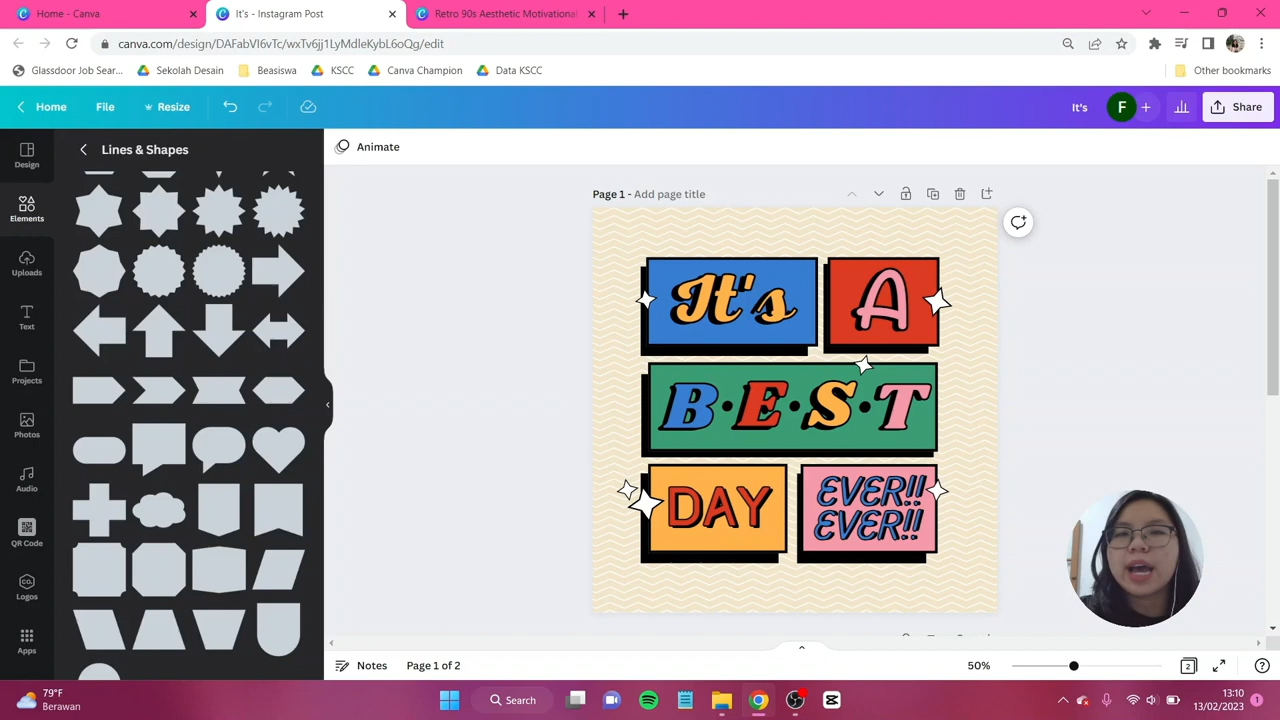 Home - Canva
It's - Instagram Post
Retro 90s Aesthetic Motivational
canva.com/design/DAFabVI6vTc/wxTv6jj1LyMdleKybL6oQg/edit
Glassdoor Job Sear...
Sekolah Desain
Beasiswa
KSCC
Canva Champion
Data KSCC
Other bookmarks
Home
File
Resize
It's
F
Share
Design
Elements
Uploads
Text
Projects
Photos
Audio
QR Code
Logos
Apps
Lines & Shapes
Animate
Page 1 - Add page title
It's
A
B·E·S·T
DAY
EVER!!
EVER!!
Notes
Page 1 of 2
50%
2
79°F
Berawan
Search
13:10
13/02/2023
1